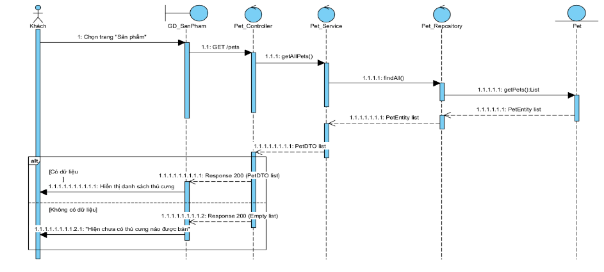 Khách
GD_SanPham
Pet_Controller
Pet_Service
Pet_Repository
Pet
1: Chọn trang "Sản phẩm"
1.1: GET /pets
1.1.1: getAllPets()
1.1.1.1: findAll()
1.1.1.1.1: getPets():List
1.1.1.1.1.1: PetEntity list
1.1.1.1.1.1.1: PetEntity list
1.1.1.1.1.1.1.1: PetDTO list
alt
[Có dữ liệu
]
1.1.1.1.1.1.1.1.1: Response 200 (PetDTO list)
1.1.1.1.1.1.1.1.1.1: Hiển thị danh sách thú cưng
[Không có dữ liệu]
1.1.1.1.1.1.1.1.2: Response 200 (Empty list)
1.1.1.1.1.1.1.1.2.1: "Hiện chưa có thú cưng nào được bán"